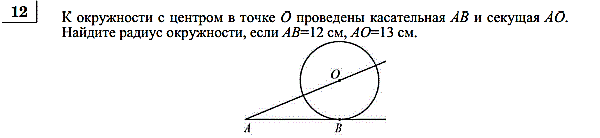 12
К окружности с центром в точке O проведены касательная AB и секущая AO.
Найдите радиус окружности, если AB=12 см, AO=13 см.
O
A
B